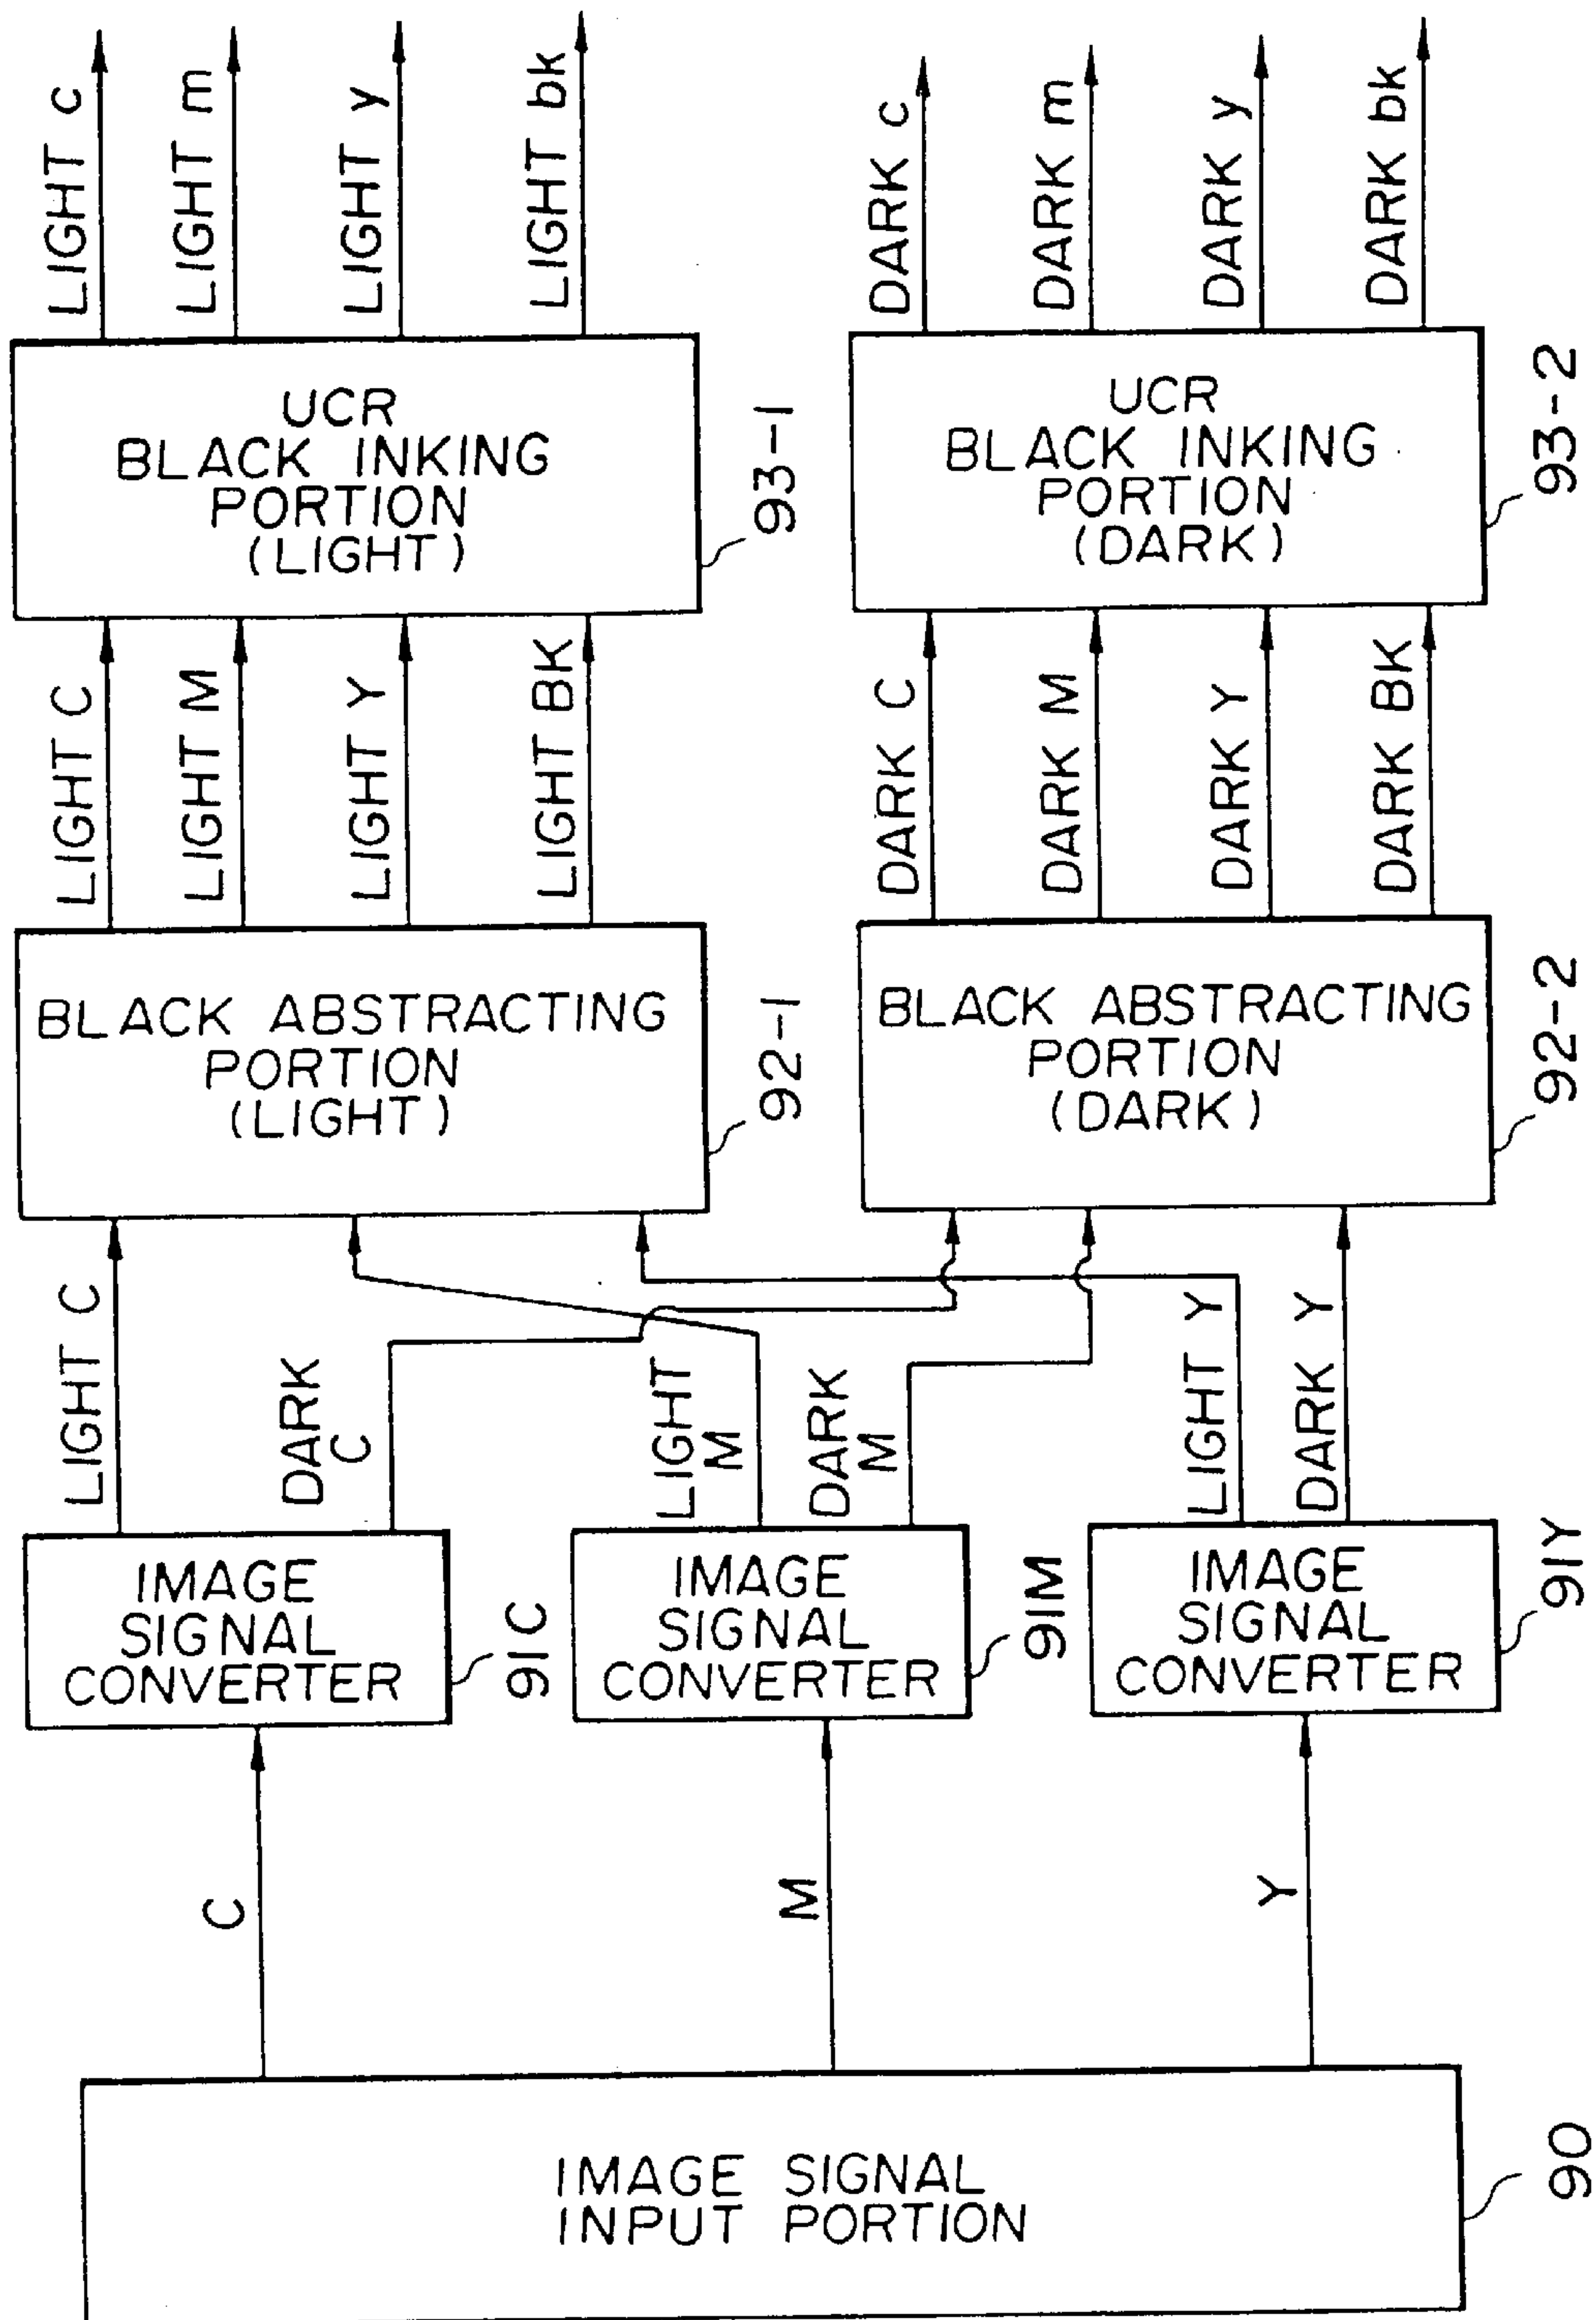 LIGHT c
LIGHT m
LIGHT y
LIGHT bk
DARK c
DARK m
DARK y
DARK bk
UCR
BLACK INKING
PORTION
(LIGHT)
93-1
UCR
BLACK INKING
PORTION
(DARK)
93-2
LIGHT C
LIGHT M
LIGHT Y
LIGHT BK
DARK C
DARK M
DARK Y
DARK BK
BLACK ABSTRACTING
PORTION
(LIGHT)
92-1
BLACK ABSTRACTING
PORTION
(DARK)
92-2
LIGHT C
DARK
C
LIGHT
M
DARK
M
LIGHT Y
DARK Y
IMAGE
SIGNAL
CONVERTER
91C
IMAGE
SIGNAL
CONVERTER
91M
IMAGE
SIGNAL
CONVERTER
91Y
C
M
Y
IMAGE SIGNAL
INPUT PORTION
90